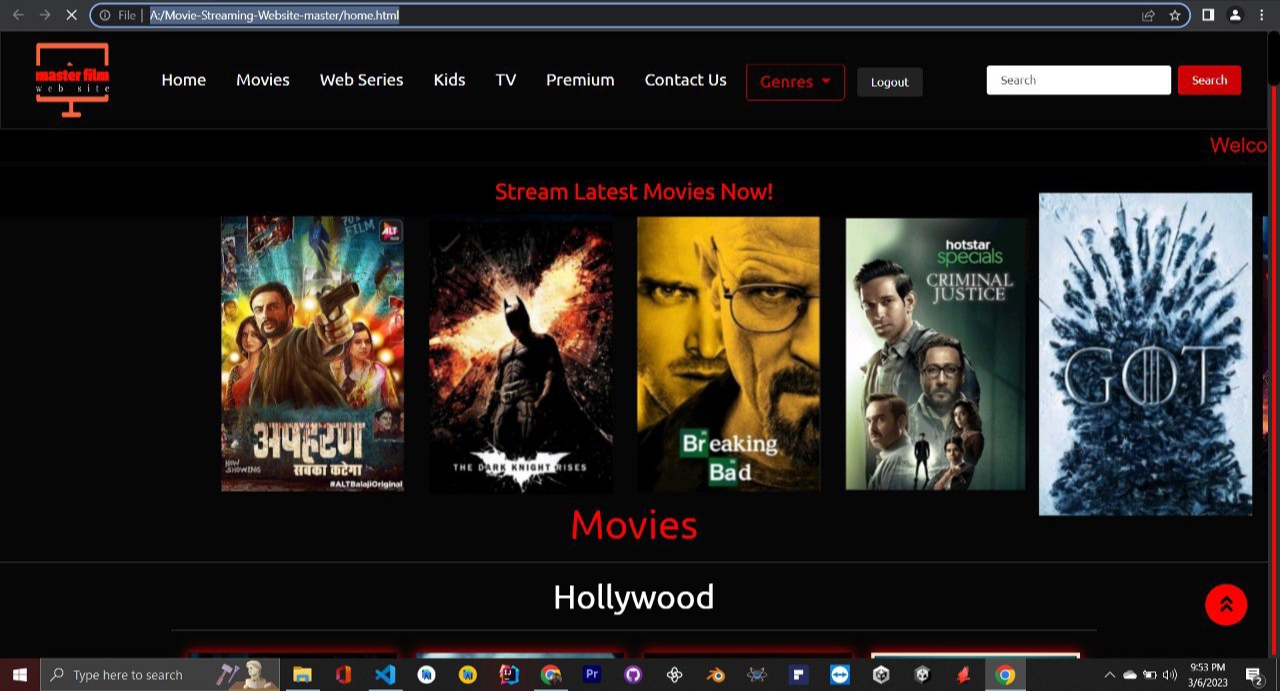 File | A:/Movie-Streaming-Website-master/home.html
master film
web site
Home Movies Web Series Kids TV Premium Contact Us Genres Logout Search Search
Welco
Stream Latest Movies Now!
FILM
ALT
अपहरण
NOW SHOWING
सबका कटेगा
#ALTBalajiOriginal
THE DARK KNIGHT RISES
Breaking
Bad
hotstar
specials
CRIMINAL
JUSTICE
GOT
Movies
Hollywood
Type here to search
Pr
9:53 PM
3/6/2023
2